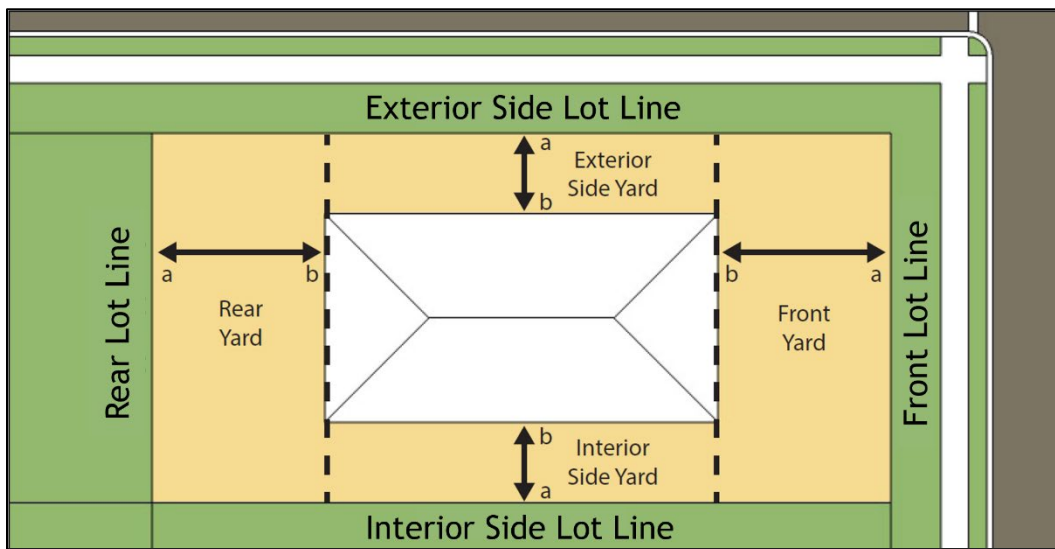 Exterior Side Lot Line
a
Exterior
Side Yard
b
Rear Lot Line
a
b
Rear
Yard
b
a
Front
Yard
Front Lot Line
b
Interior
Side Yard
a
Interior Side Lot Line